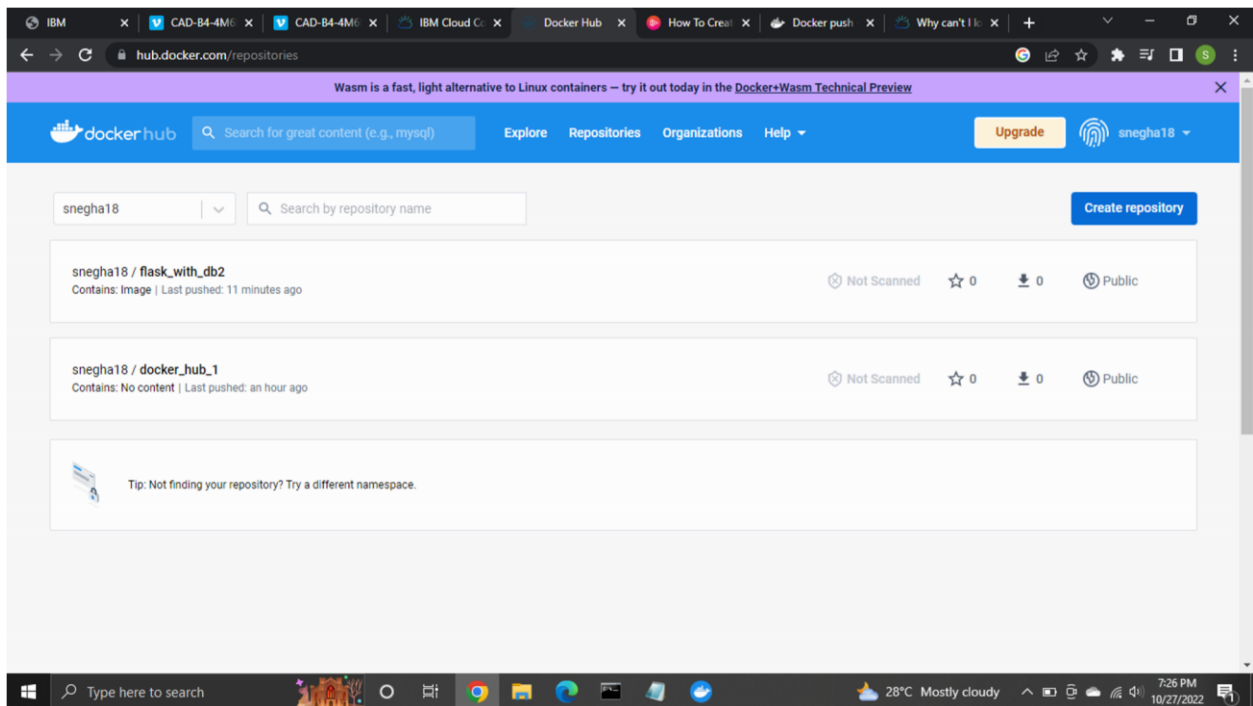 IBM
CAD-B4-4M6
CAD-B4-4M6
IBM Cloud Co
Docker Hub
How To Creat
Docker push
Why can't I lo
hub.docker.com/repositories
S
Wasm is a fast, light alternative to Linux containers — try it out today in the Docker+Wasm Technical Preview
dockerhub
Search for great content (e.g., mysql)
Explore
Repositories
Organizations
Help
Upgrade
snegha18
snegha18
Search by repository name
Create repository
snegha18 / flask_with_db2
Contains: Image | Last pushed: 11 minutes ago
Not Scanned
0
0
Public
snegha18 / docker_hub_1
Contains: No content | Last pushed: an hour ago
Not Scanned
0
0
Public
Tip: Not finding your repository? Try a different namespace.
Type here to search
28°C Mostly cloudy
7:26 PM
10/27/2022
1